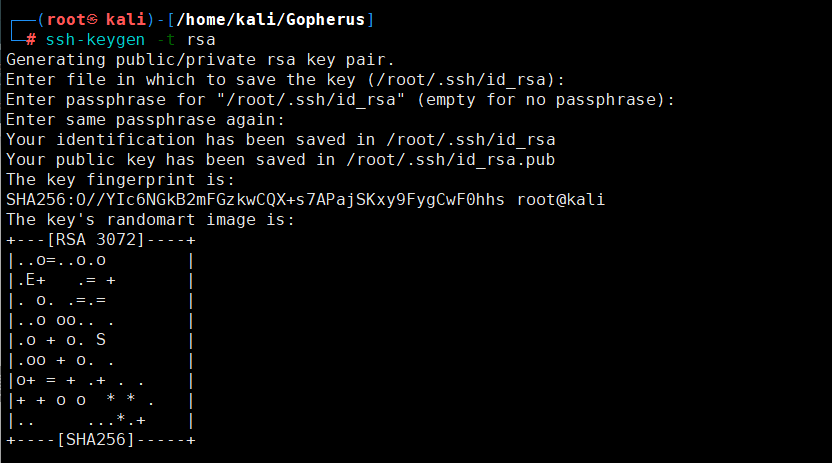 ┌──(root㉿kali)-[/home/kali/Gopherus]
└─# ssh-keygen -t rsa
Generating public/private rsa key pair.
Enter file in which to save the key (/root/.ssh/id_rsa):
Enter passphrase for "/root/.ssh/id_rsa" (empty for no passphrase):
Enter same passphrase again:
Your identification has been saved in /root/.ssh/id_rsa
Your public key has been saved in /root/.ssh/id_rsa.pub
The key fingerprint is:
SHA256:O//YIc6NGkB2mFGzkwCQX+s7APajSKxy9FygCwF0hhs root@kali
The key's randomart image is:
+---[RSA 3072]----+
|..o=..o.o        |
|.E+   .= +       |
|. o. .=.=        |
|..o oo.. .       |
|.o + o. S        |
|.oo + o. .       |
|o+ = + .+ . .    |
|+ + o o  * * .   |
|..     ...*.+    |
+----[SHA256]-----+